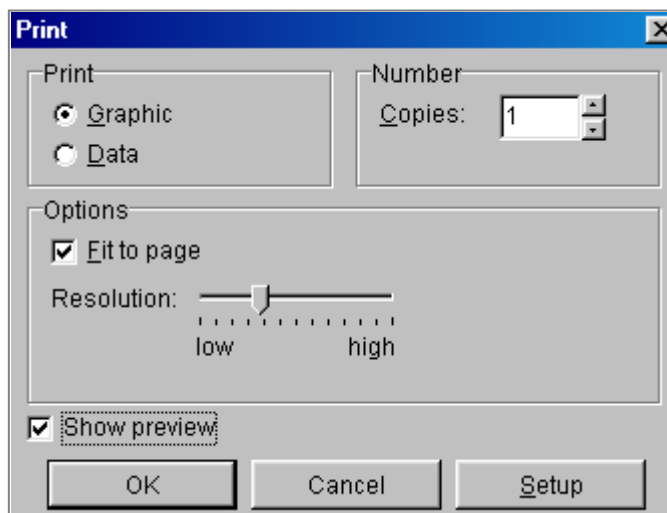 Print
Print
Graphic
Data
Number
Copies: 1
Options
Fit to page
Resolution:
low high
Show preview
OK Cancel Setup